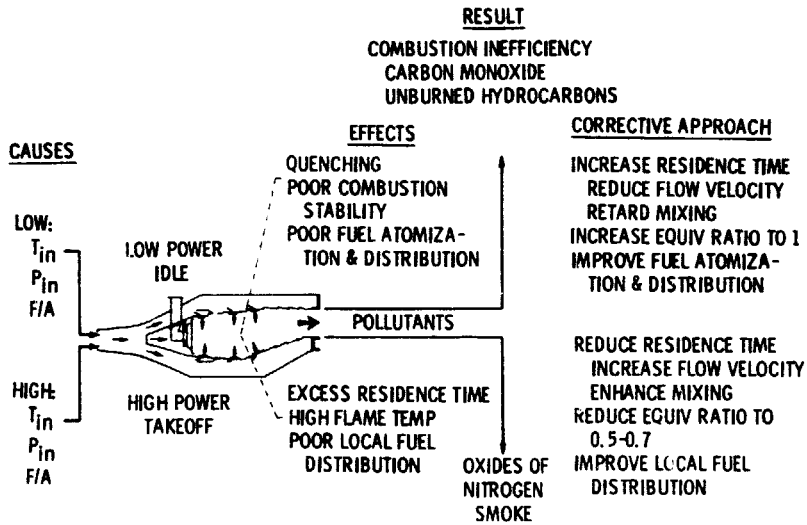 RESULT
COMBUSTION INEFFICIENCY
CARBON MONOXIDE
UNBURNED HYDROCARBONS
CAUSES
LOW:
Tin
Pin
F/A
HIGH:
Tin
Pin
F/A
LOW POWER
IDLE
HIGH POWER
TAKEOFF
EFFECTS
QUENCHING
POOR COMBUSTION
STABILITY
POOR FUEL ATOMIZA-
TION & DISTRIBUTION
POLLUTANTS
EXCESS RESIDENCE TIME
HIGH FLAME TEMP
POOR LOCAL FUEL
DISTRIBUTION
OXIDES OF
NITROGEN
SMOKE
CORRECTIVE APPROACH
INCREASE RESIDENCE TIME
REDUCE FLOW VELOCITY
RETARD MIXING
INCREASE EQUIV RATIO TO 1
IMPROVE FUEL ATOMIZA-
TION & DISTRIBUTION
REDUCE RESIDENCE TIME
INCREASE FLOW VELOCITY
ENHANCE MIXING
REDUCE EQUIV RATIO TO
0.5-0.7
IMPROVE LOCAL FUEL
DISTRIBUTION